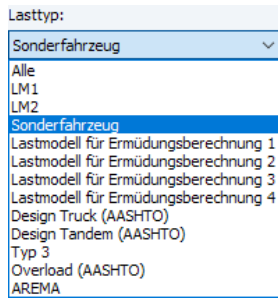 Lasttyp:
Sonderfahrzeug
Alle
LM1
LM2
Sonderfahrzeug
Lastmodell für Ermüdungsberechnung 1
Lastmodell für Ermüdungsberechnung 2
Lastmodell für Ermüdungsberechnung 3
Lastmodell für Ermüdungsberechnung 4
Design Truck (AASHTO)
Design Tandem (AASHTO)
Typ 3
Overload (AASHTO)
AREMA